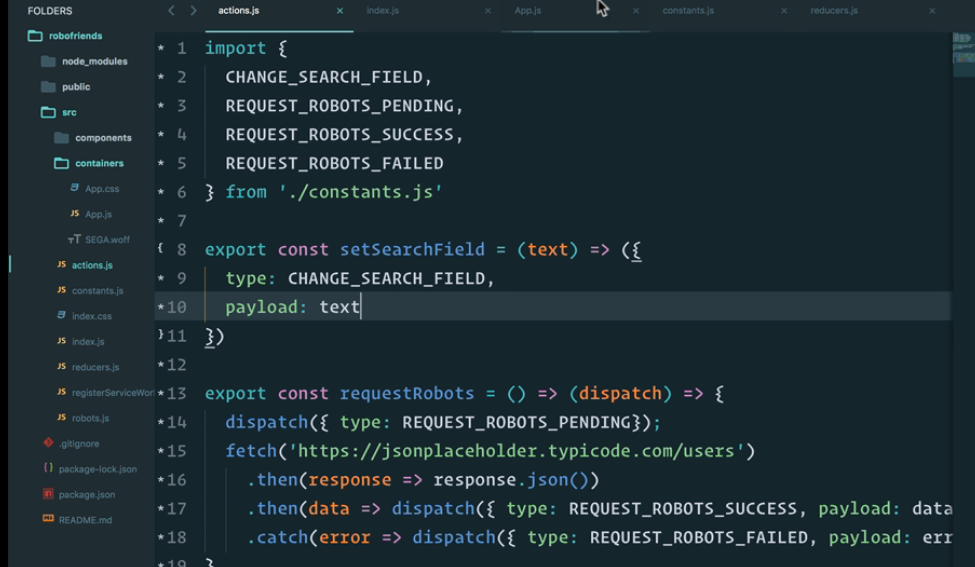 FOLDERS
robofriends
node_modules
public
src
components
containers
App.css
App.js
SEGA.woff
actions.js
constants.js
index.css
index.js
reducers.js
registerServiceWor
robots.js
.gitignore
package-lock.json
package.json
README.md
actions.js × index.js × App.js × constants.js × reducers.js ×
* 1 import {
* 2 CHANGE_SEARCH_FIELD,
* 3 REQUEST_ROBOTS_PENDING,
* 4 REQUEST_ROBOTS_SUCCESS,
* 5 REQUEST_ROBOTS_FAILED
* 6 } from './constants.js'
* 7
{ 8 export const setSearchField = (text) => ({
* 9 type: CHANGE_SEARCH_FIELD,
*10 payload: text
}11 })
*12
*13 export const requestRobots = () => (dispatch) => {
*14 dispatch({ type: REQUEST_ROBOTS_PENDING});
*15 fetch('https://jsonplaceholder.typicode.com/users')
*16 .then(response => response.json())
*17 .then(data => dispatch({ type: REQUEST_ROBOTS_SUCCESS, payload: data
*18 .catch(error => dispatch({ type: REQUEST_ROBOTS_FAILED, payload: err
*19 }